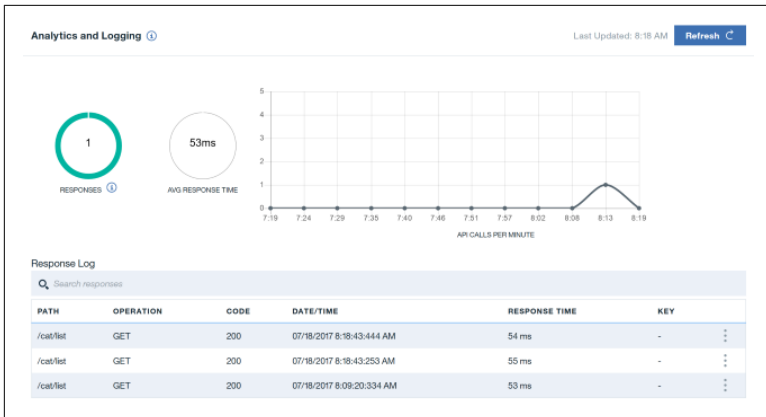 Analytics and Logging
Last Updated: 8:18 AM
Refresh
1
RESPONSES
53ms
AVG RESPONSE TIME
5
4
3
2
1
0
7:19 7:24 7:29 7:35 7:40 7:46 7:51 7:57 8:02 8:08 8:13 8:19
API CALLS PER MINUTE
Response Log
Search responses
PATH OPERATION CODE DATE/TIME RESPONSE TIME KEY
/cat/list GET 200 07/18/2017 8:18:43:444 AM 54 ms -
/cat/list GET 200 07/18/2017 8:18:43:253 AM 55 ms -
/cat/list GET 200 07/18/2017 8:09:20:334 AM 53 ms -